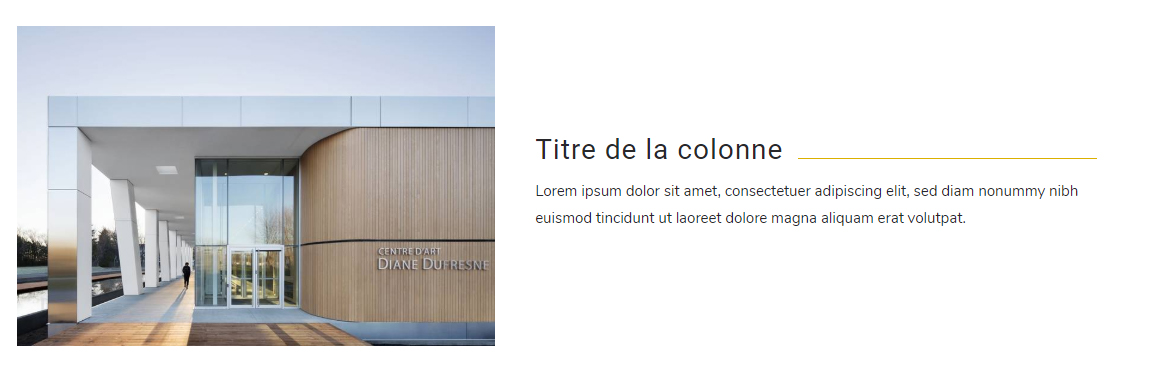 CENTRE D'ART
DIANE DUFRESNE
Titre de la colonne
Lorem ipsum dolor sit amet, consectetuer adipiscing elit, sed diam nonummy nibh
euismod tincidunt ut laoreet dolore magna aliquam erat volutpat.